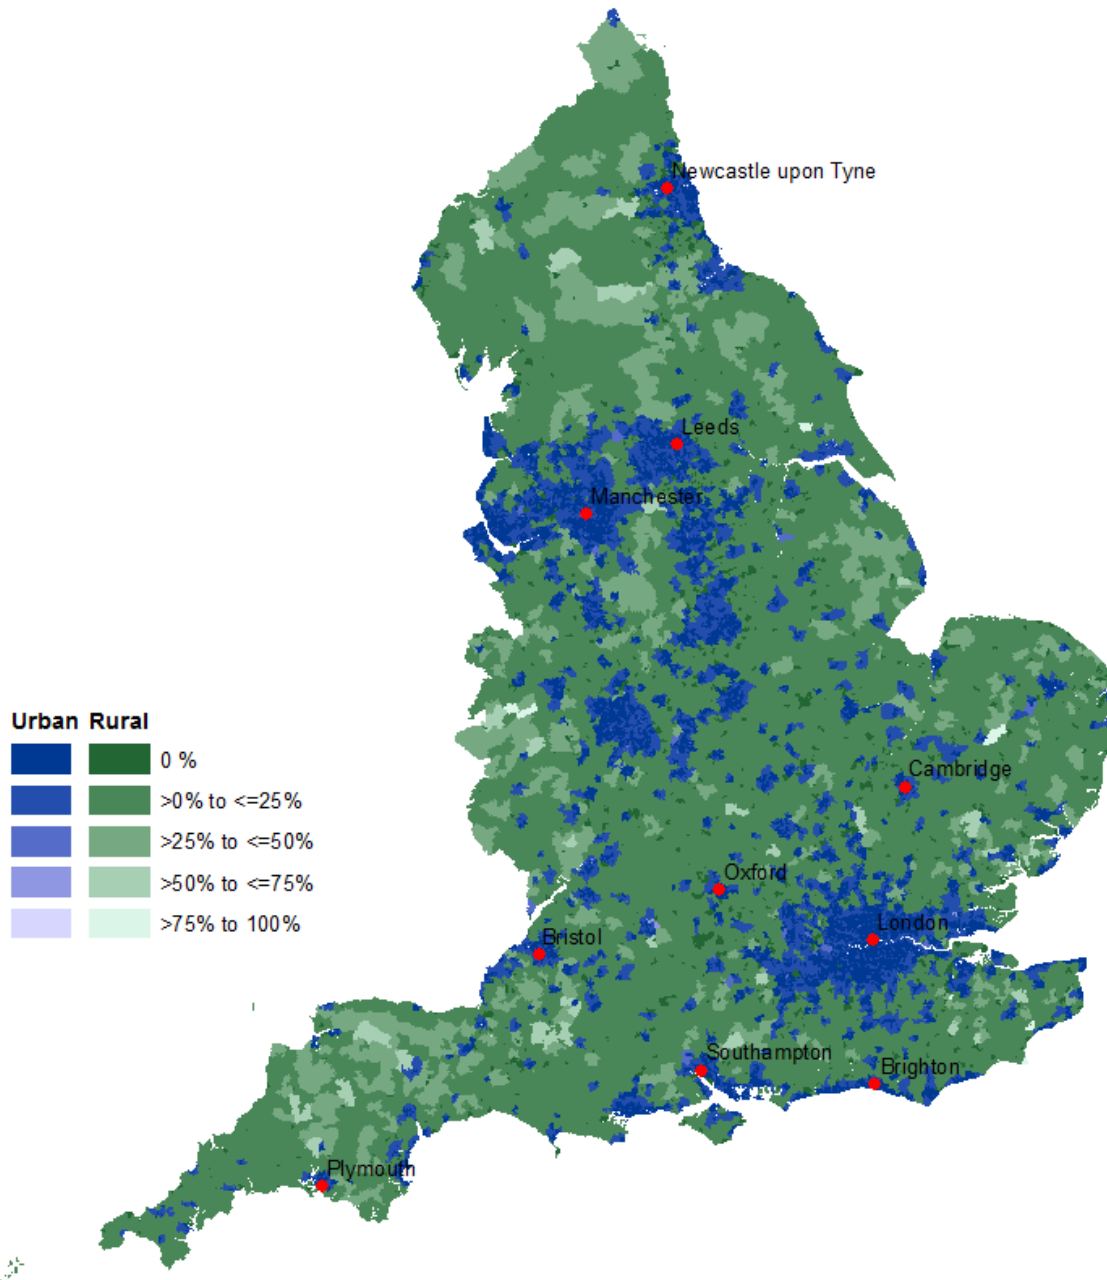 Newcastle upon Tyne
Leeds
Manchester
Urban Rural
0 %
>0% to <=25%
>25% to <=50%
>50% to <=75%
>75% to 100%
Cambridge
Oxford
London
Bristol
Southampton
Brighton
Plymouth